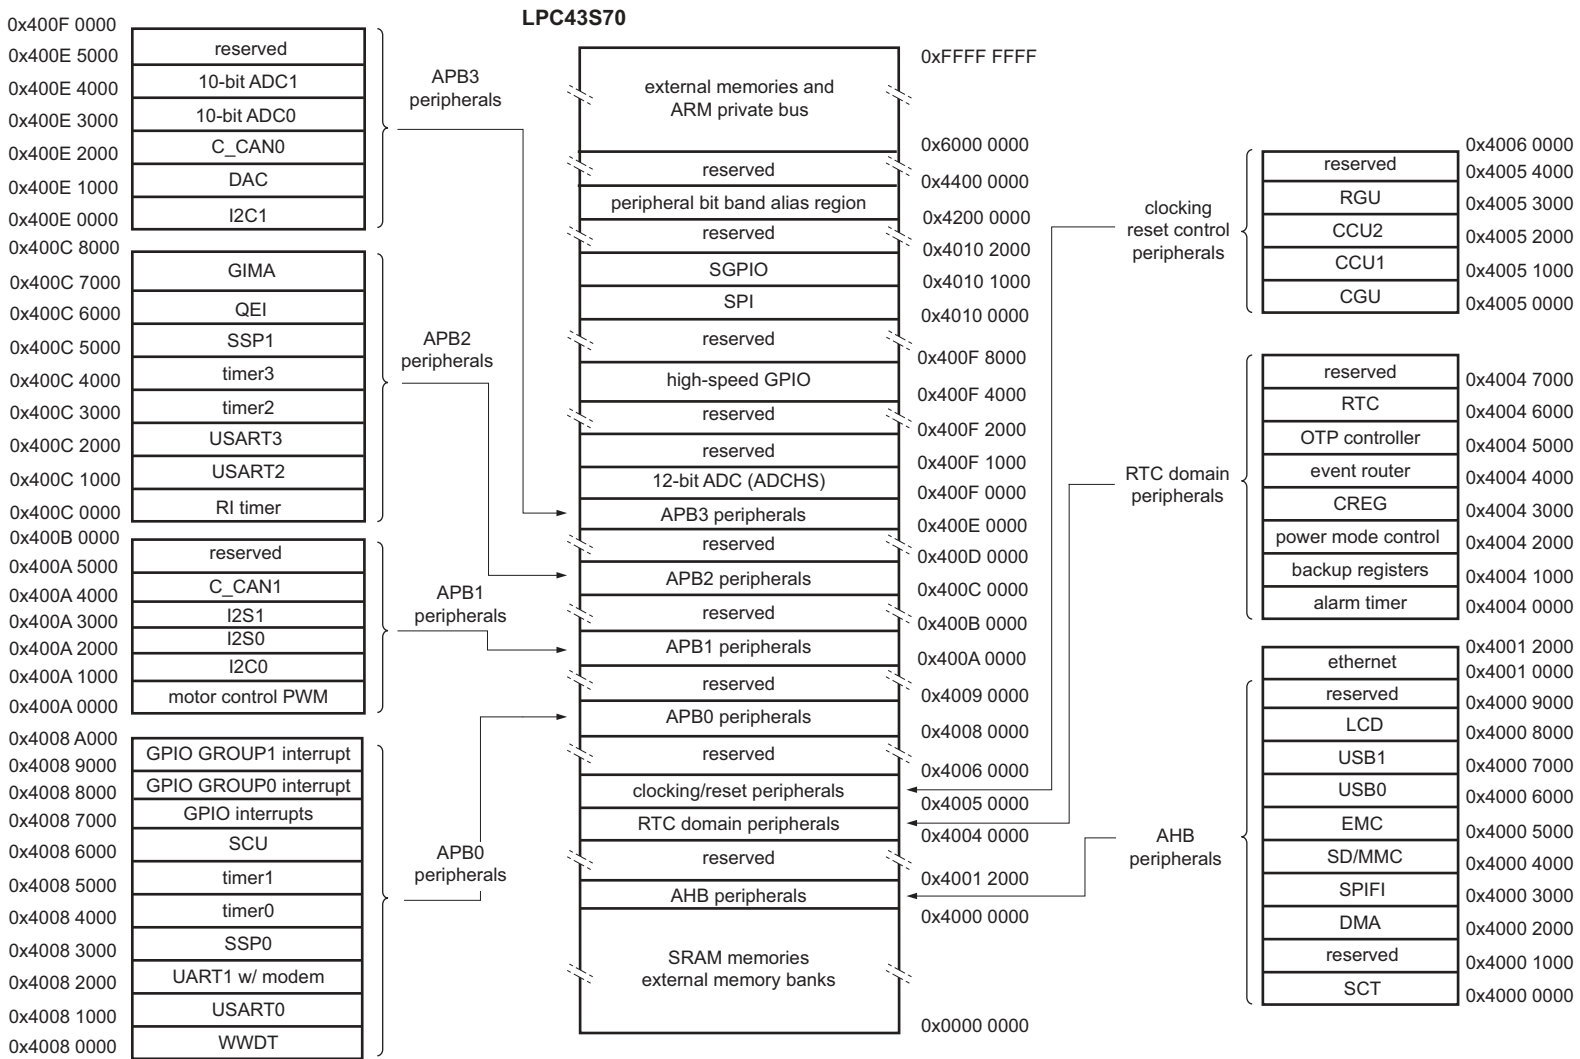 LPC43S70
0x400F 0000
reserved
0x400E 5000
10-bit ADC1
0x400E 4000
10-bit ADC0
0x400E 3000
C_CAN0
0x400E 2000
DAC
0x400E 1000
I2C1
0x400E 0000
APB3
peripherals
0x400C 8000
GIMA
0x400C 7000
QEI
0x400C 6000
SSP1
0x400C 5000
timer3
0x400C 4000
timer2
0x400C 3000
USART3
0x400C 2000
USART2
0x400C 1000
RI timer
0x400C 0000
APB2
peripherals
0x400B 0000
reserved
0x400A 5000
C_CAN1
0x400A 4000
I2S1
0x400A 3000
I2S0
0x400A 2000
I2C0
0x400A 1000
motor control PWM
0x400A 0000
APB1
peripherals
0x4008 A000
GPIO GROUP1 interrupt
0x4008 9000
GPIO GROUP0 interrupt
0x4008 8000
GPIO interrupts
0x4008 7000
SCU
0x4008 6000
timer1
0x4008 5000
timer0
0x4008 4000
SSP0
0x4008 3000
UART1 w/ modem
0x4008 2000
USART0
0x4008 1000
WWDT
0x4008 0000
APB0
peripherals
0xFFFF FFFF
external memories and
ARM private bus
0x6000 0000
reserved
0x4400 0000
peripheral bit band alias region
0x4200 0000
reserved
0x4010 2000
SGPIO
0x4010 1000
SPI
0x4010 0000
reserved
0x400F 8000
high-speed GPIO
0x400F 4000
reserved
0x400F 2000
reserved
0x400F 1000
12-bit ADC (ADCHS)
0x400F 0000
APB3 peripherals
0x400E 0000
reserved
0x400D 0000
APB2 peripherals
0x400C 0000
reserved
0x400B 0000
APB1 peripherals
0x400A 0000
reserved
0x4009 0000
APB0 peripherals
0x4008 0000
reserved
0x4006 0000
clocking/reset peripherals
0x4005 0000
RTC domain peripherals
0x4004 0000
reserved
0x4001 2000
AHB peripherals
0x4000 0000
SRAM memories
external memory banks
0x0000 0000
clocking
reset control
peripherals
0x4006 0000
reserved
0x4005 4000
RGU
0x4005 3000
CCU2
0x4005 2000
CCU1
0x4005 1000
CGU
0x4005 0000
RTC domain
peripherals
reserved
0x4004 7000
RTC
0x4004 6000
OTP controller
0x4004 5000
event router
0x4004 4000
CREG
0x4004 3000
power mode control
0x4004 2000
backup registers
0x4004 1000
alarm timer
0x4004 0000
AHB
peripherals
0x4001 2000
ethernet
0x4001 0000
reserved
0x4000 9000
LCD
0x4000 8000
USB1
0x4000 7000
USB0
0x4000 6000
EMC
0x4000 5000
SD/MMC
0x4000 4000
SPIFI
0x4000 3000
DMA
0x4000 2000
reserved
0x4000 1000
SCT
0x4000 0000